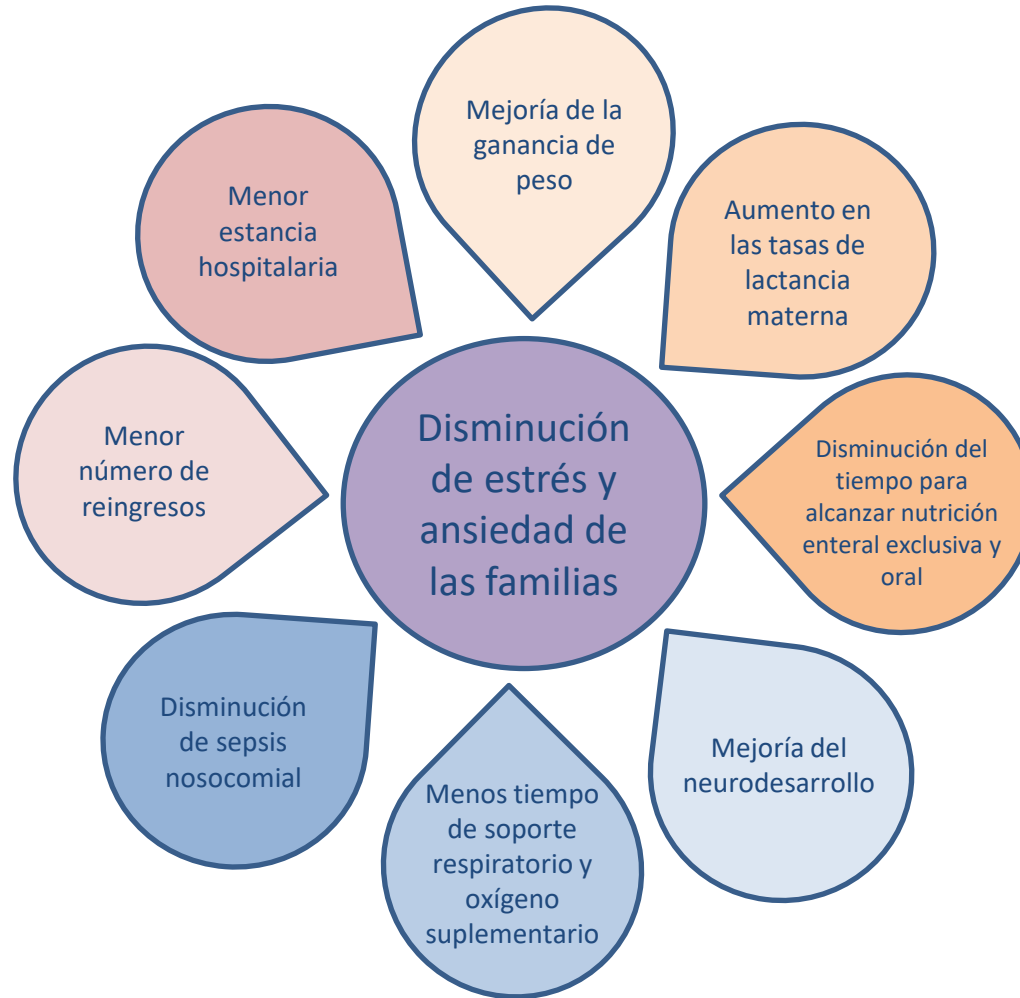 Mejoría de la
ganancia de
peso
Aumento en
las tasas de
lactancia
materna
Disminución del
tiempo para
alcanzar nutrición
enteral exclusiva y
oral
Mejoría del
neurodesarrollo
Menos tiempo
de soporte
respiratorio y
oxígeno
suplementario
Disminución
de sepsis
nosocomial
Menor
número de
reingresos
Menor
estancia
hospitalaria
Disminución
de estrés y
ansiedad de
las familias